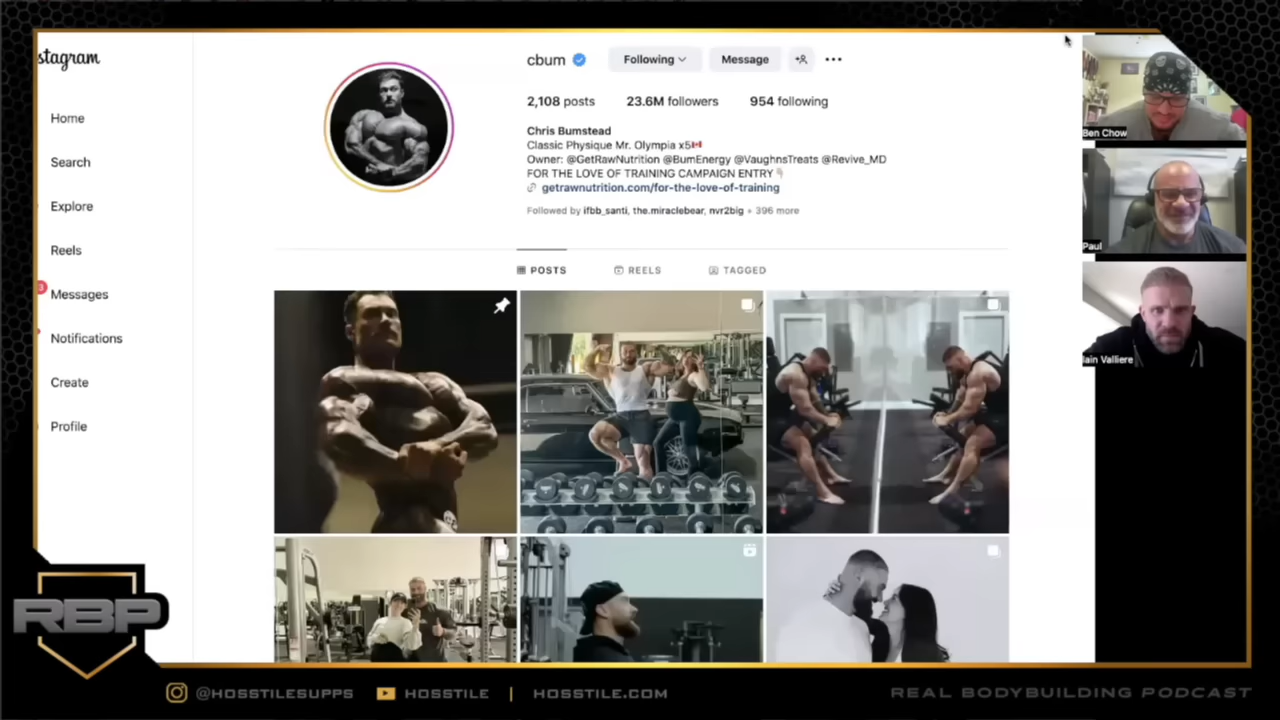 stagram
Home
Search
Explore
Reels
Messages
Notifications
Create
Profile
cbum
Following
Message
2,108 posts 23.6M followers 954 following
Chris Bumstead
Classic Physique Mr. Olympia x5
Owner: @GetRawNutrition @BumEnergy @VaughnsTreats @Revive_MD
FOR THE LOVE OF TRAINING CAMPAIGN ENTRY
getrawnutrition.com/for-the-love-of-training
Followed by ifbb_santi, the.miraclebear, nvr2big + 396 more
POSTS REELS TAGGED
Ben Chow
Paul
Iain Valliere
RBP
@HOSSTILESUPPS HOSSTILE | HOSSTILE.COM
REAL BODYBUILDING PODCAST